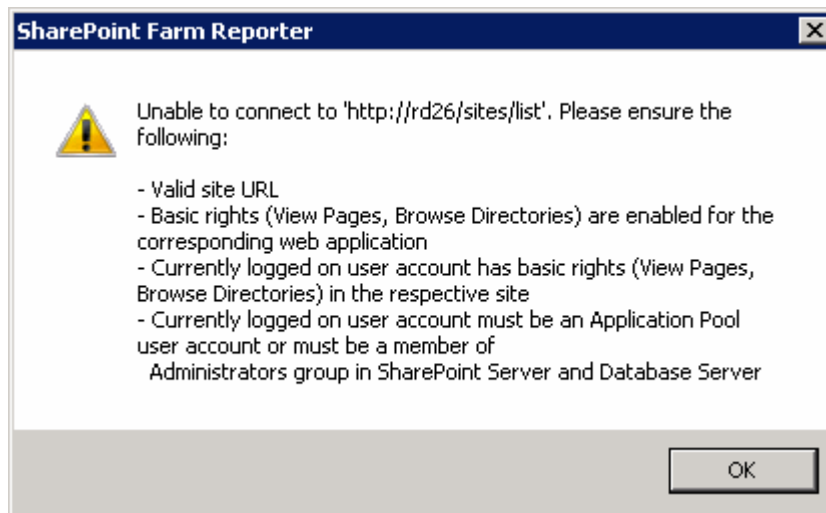 SharePoint Farm Reporter
Unable to connect to 'http://rd26/sites/list'. Please ensure the
following:
- Valid site URL
- Basic rights (View Pages, Browse Directories) are enabled for the
corresponding web application
- Currently logged on user account has basic rights (View Pages,
Browse Directories) in the respective site
- Currently logged on user account must be an Application Pool
user account or must be a member of
Administrators group in SharePoint Server and Database Server
OK